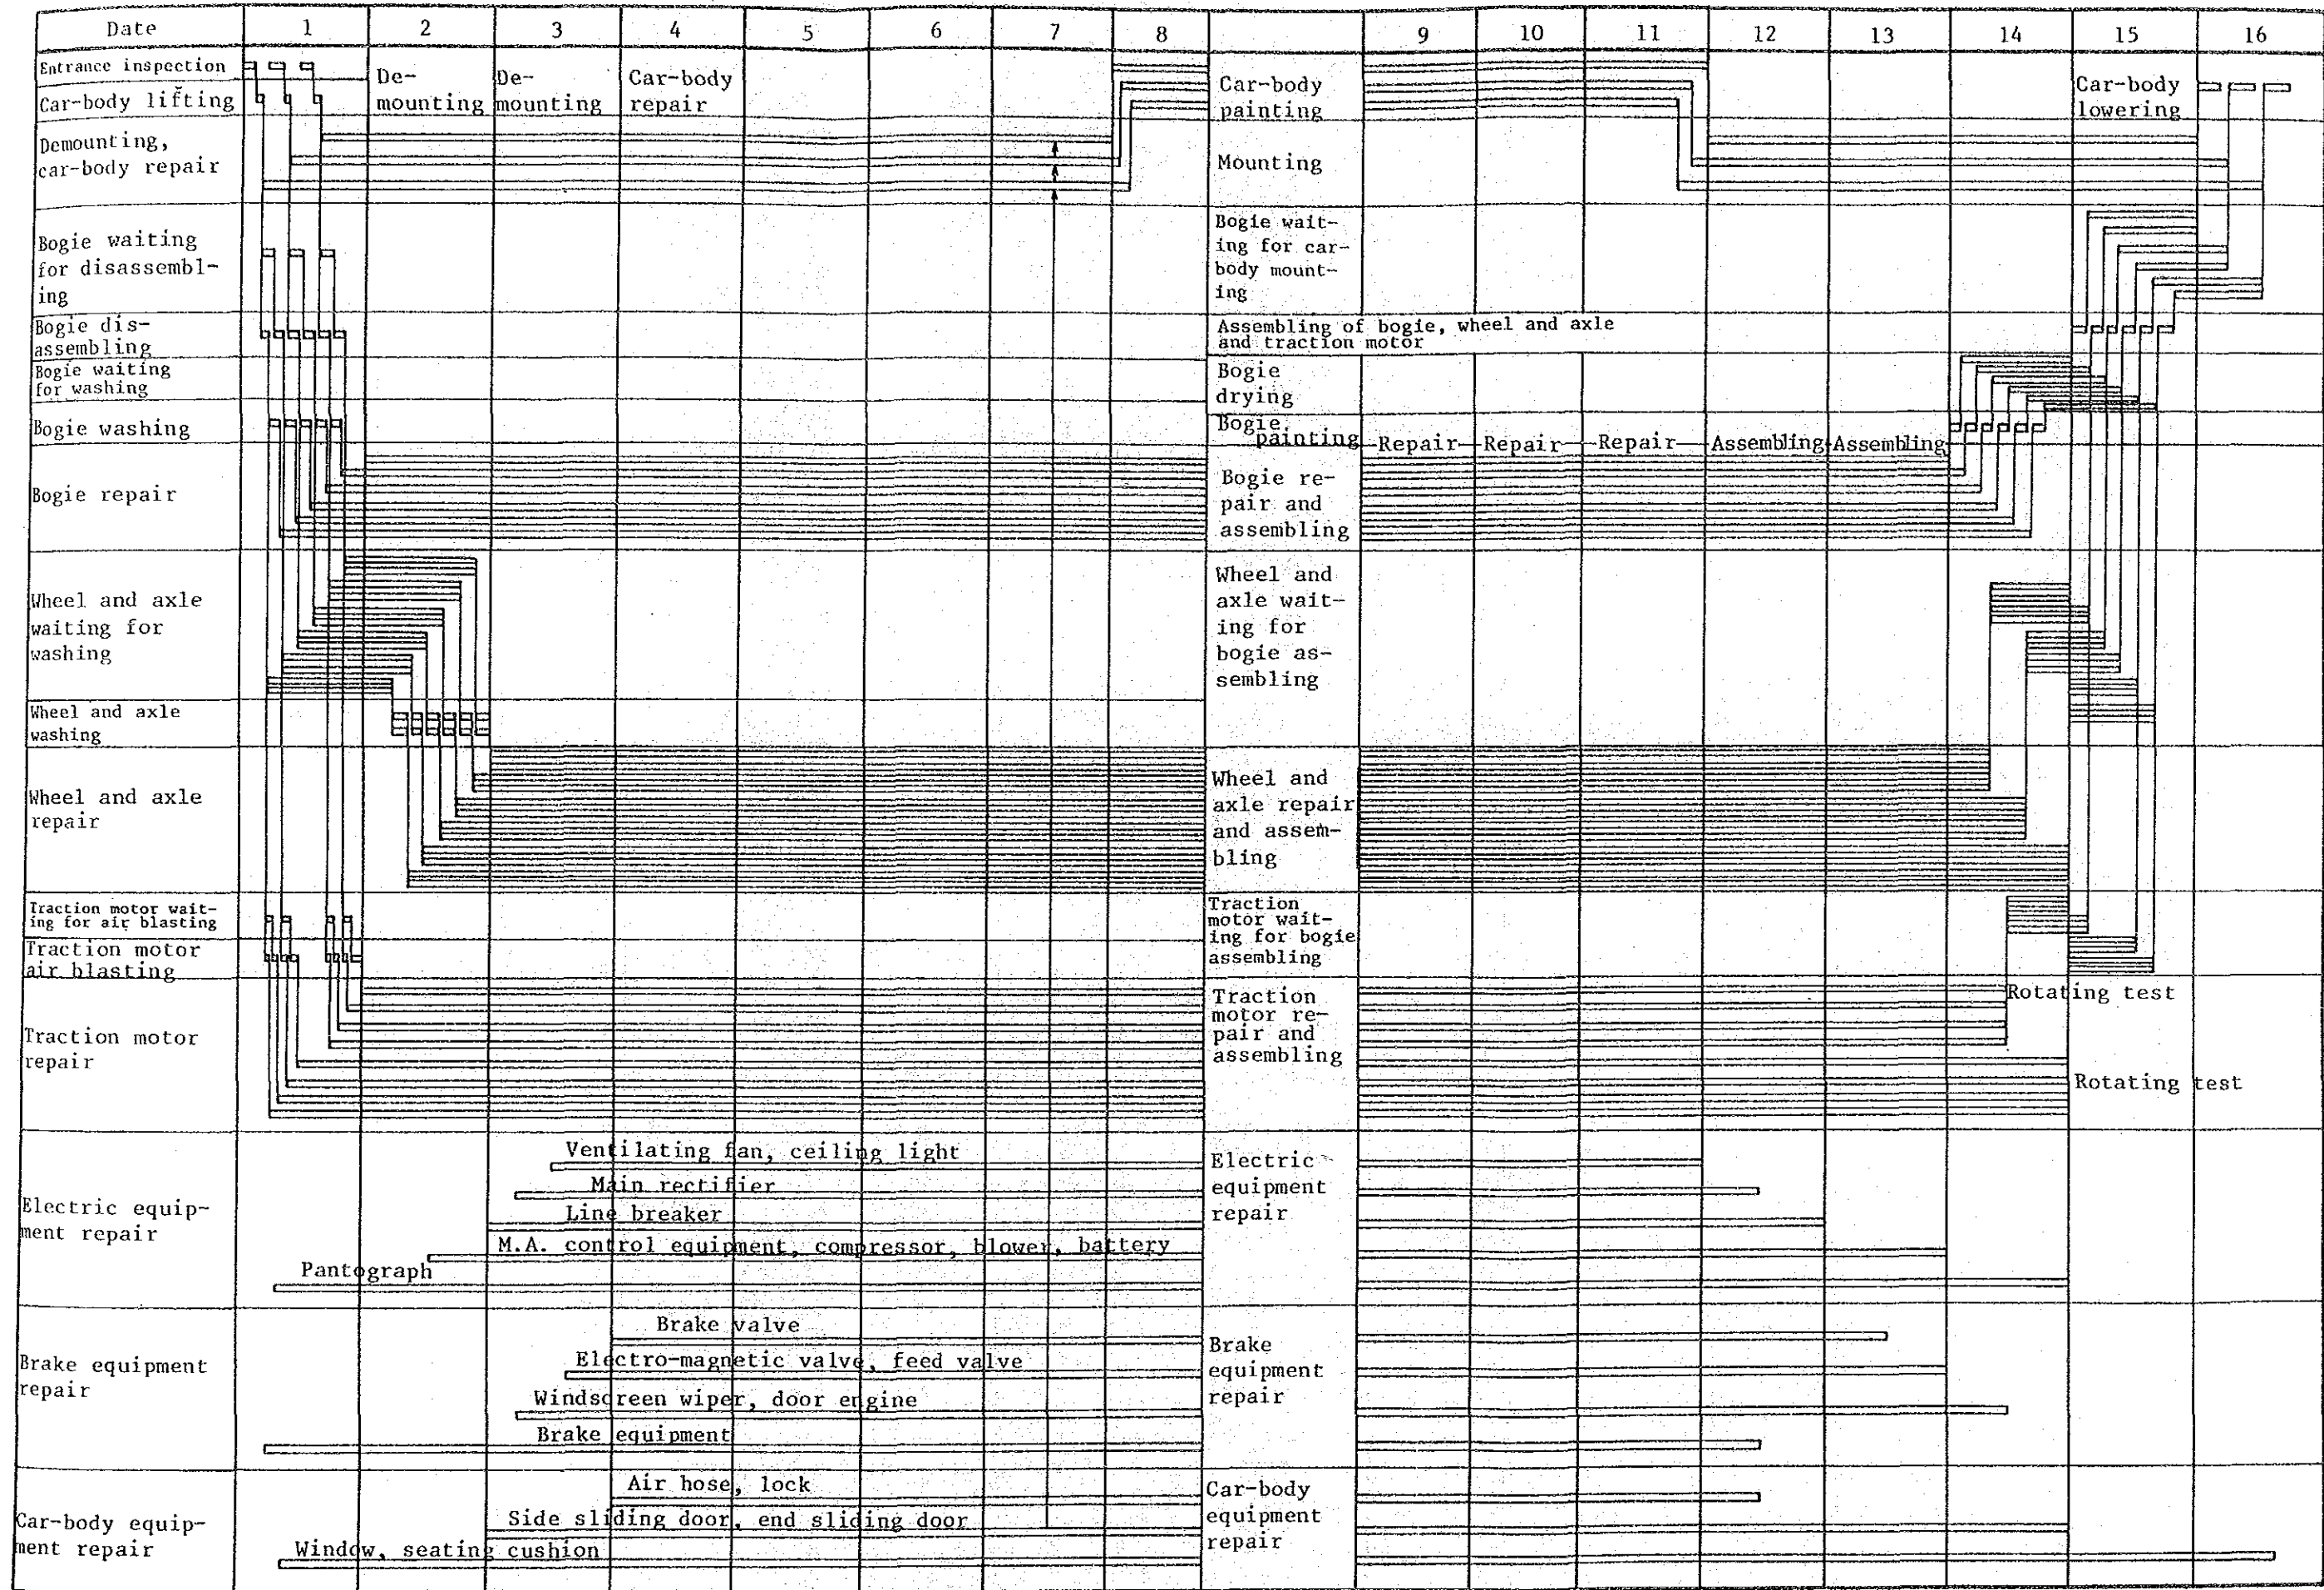 Date 1 2 3 4 5 6 7 8 9 10 11 12 13 14 15 16
Entrance inspection
Car-body lifting
De-
mounting
De-
mounting
Car-body
repair
Car-body
painting
Car-body
lowering
Demounting,
car-body repair
Mounting
Bogie waiting
for disassembl-
ing
Bogie wait-
ing for car-
body mount-
ing
Bogie dis-
assembling
Assembling of bogie, wheel and axle
and traction motor
Bogie waiting
for washing
Bogie
drying
Bogie washing
Bogie
painting
Repair Repair Repair Assembling Assembling
Bogie repair
Bogie re-
pair and
assembling
Wheel and axle
waiting for
washing
Wheel and
axle wait-
ing for
bogie as-
sembling
Wheel and axle
washing
Wheel and axle
repair
Wheel and
axle repair
and assem-
bling
Traction motor wait-
ing for air blasting
Traction
motor wait-
ing for bogie
assembling
Traction motor
air blasting
Traction motor
repair
Traction
motor re-
pair and
assembling
Rotating test
Rotating test
Electric equip-
ment repair
Ventilating fan, ceiling light
Main rectifier
Line breaker
M.A. control equipment, compressor, blower, battery
Pantograph
Electric
equipment
repair
Brake equipment
repair
Brake valve
Electro-magnetic valve, feed valve
Windscreen wiper, door engine
Brake equipment
Brake
equipment
repair
Car-body equip-
ment repair
Air hose, lock
Side sliding door, end sliding door
Window, seating cushion
Car-body
equipment
repair